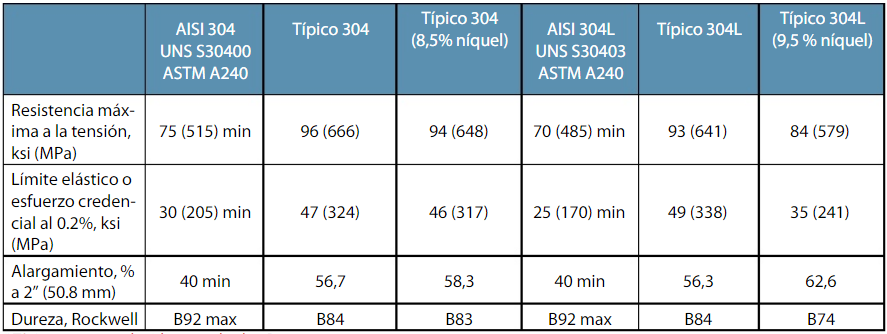 AISI 304 UNS S30400 ASTM A240 Típico 304 Típico 304 (8,5% níquel) AISI 304L UNS S30403 ASTM A240 Típico 304L Típico 304L (9,5 % níquel)
Resistencia máx-
ima a la tensión,
ksi (MPa)
75 (515) min 96 (666) 94 (648) 70 (485) min 93 (641) 84 (579)
Límite elástico o
esfuerzo creden-
cial al 0.2%, ksi
(MPa)
30 (205) min 47 (324) 46 (317) 25 (170) min 49 (338) 35 (241)
Alargamiento, %
a 2" (50.8 mm)
40 min 56,7 58,3 40 min 56,3 62,6
Dureza, Rockwell B92 max B84 B83 B92 max B84 B74